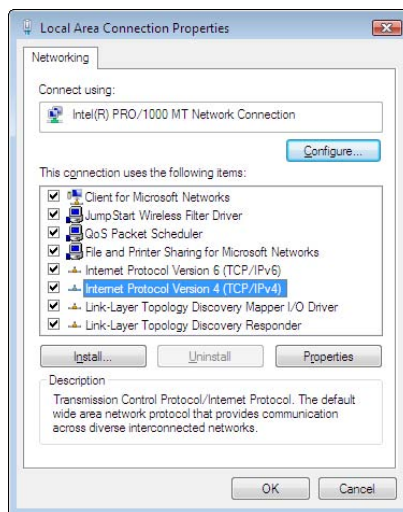 Local Area Connection Properties
Networking
Connect using:
Intel(R) PRO/1000 MT Network Connection
Configure...
This connection uses the following items:
Client for Microsoft Networks
JumpStart Wireless Filter Driver
QoS Packet Scheduler
File and Printer Sharing for Microsoft Networks
Internet Protocol Version 6 (TCP/IPv6)
Internet Protocol Version 4 (TCP/IPv4)
Link-Layer Topology Discovery Mapper I/O Driver
Link-Layer Topology Discovery Responder
Install... Uninstall Properties
Description
Transmission Control Protocol/Internet Protocol. The default
wide area network protocol that provides communication
across diverse interconnected networks.
OK Cancel